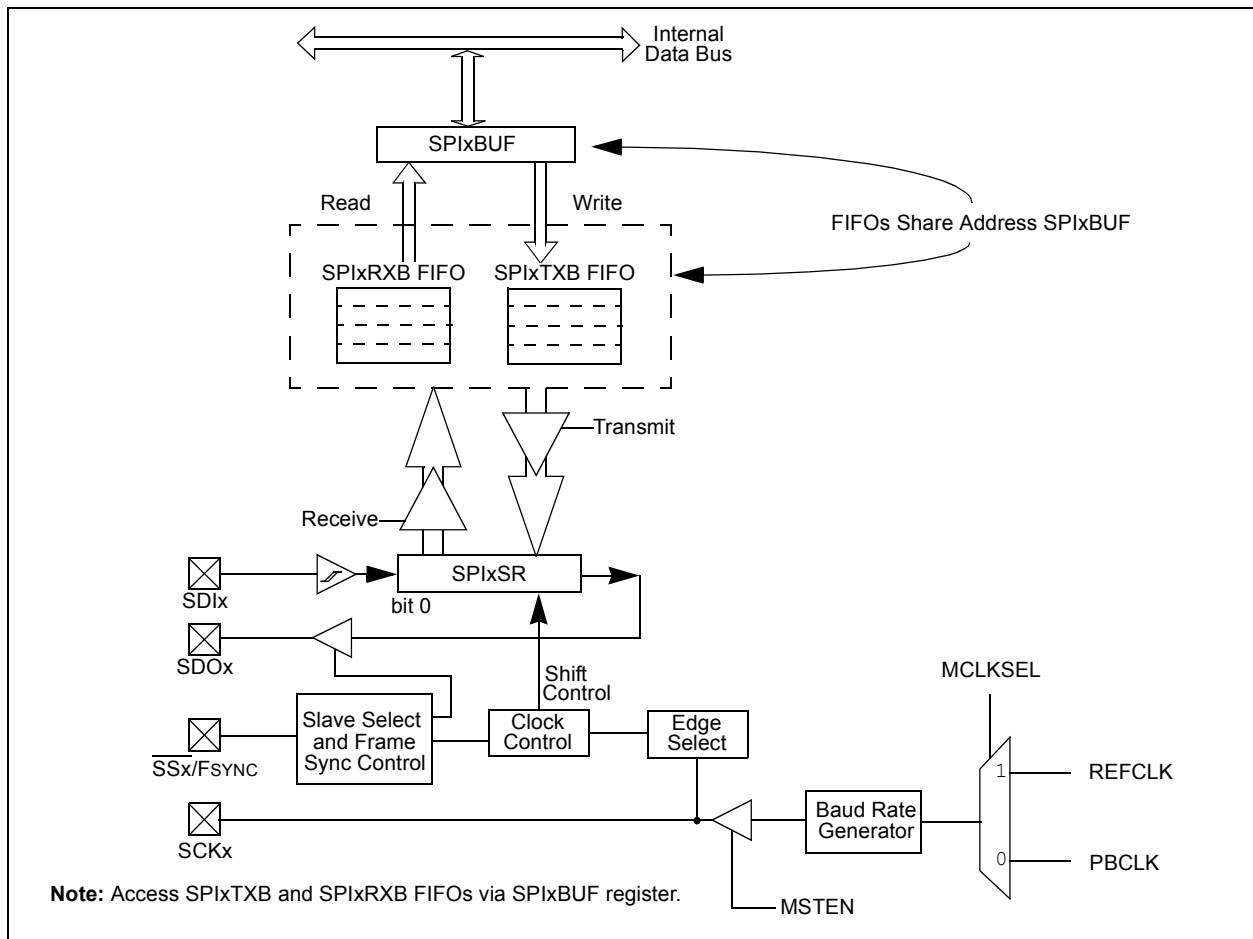 Internal
Data Bus
SPIxBUF
Read
Write
FIFOs Share Address SPIxBUF
SPIxRXB FIFO
SPIxTXB FIFO
Transmit
Receive
SPIxSR
SDIx
bit 0
SDOx
Shift
Control
MCLKSEL
Slave Select
and Frame
Sync Control
Clock
Control
Edge
Select
SSx/FSYNC
1
REFCLK
Baud Rate
Generator
SCKx
0
PBCLK
Note: Access SPIxTXB and SPIxRXB FIFOs via SPIxBUF register.
MSTEN